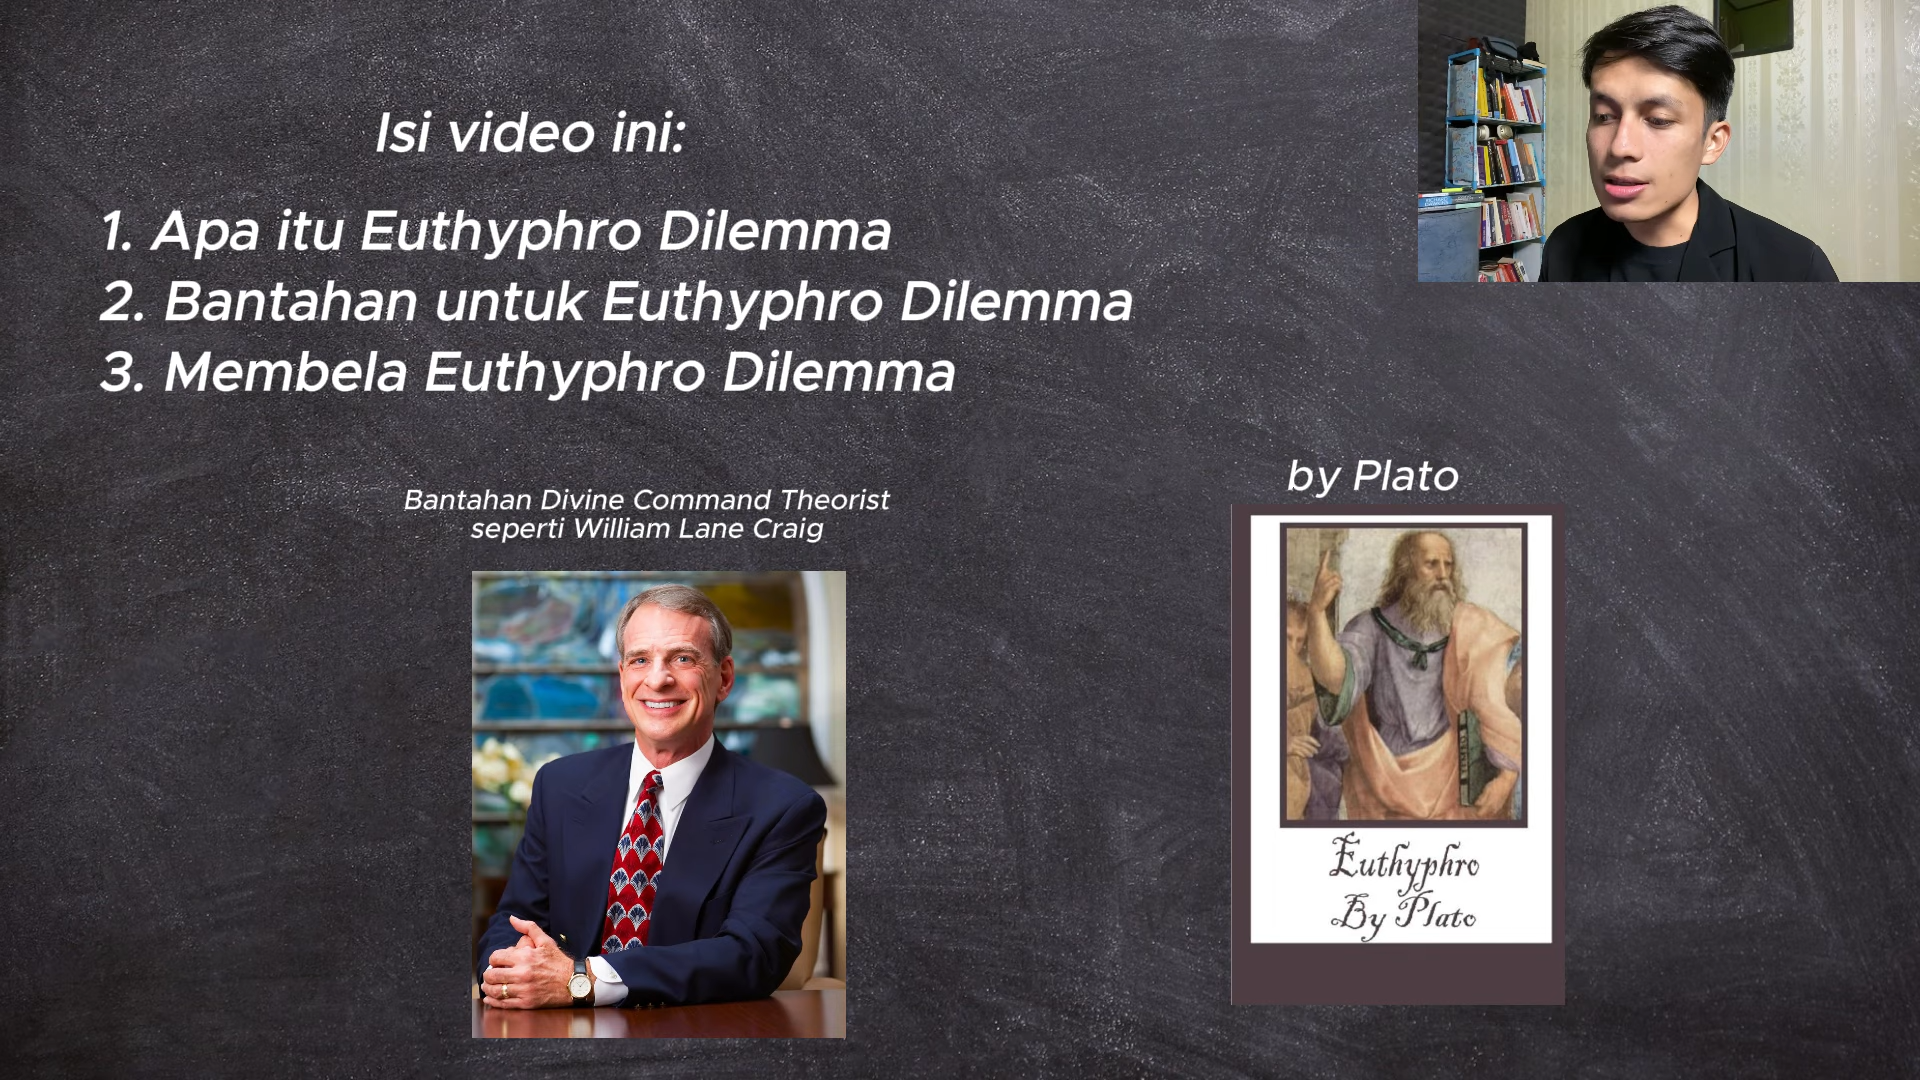 Isi video ini:
1. Apa itu Euthyphro Dilemma
2. Bantahan untuk Euthyphro Dilemma
3. Membela Euthyphro Dilemma
Bantahan Divine Command Theorist
seperti William Lane Craig
by Plato
Euthyphro
By Plato